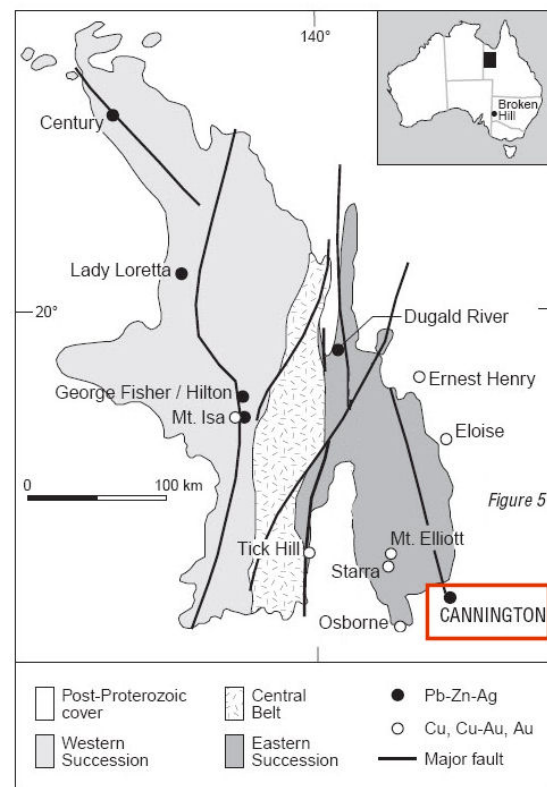 140°
Broken
Hill
Century
Lady Loretta
20°
Dugald River
George Fisher / Hilton
Ernest Henry
Mt. Isa
Eloise
0
100 km
Figure 5
Tick Hill
Mt. Elliott
Starra
CANNINGTON
Osborne
Post-Proterozoic
cover
Central
Belt
Pb-Zn-Ag
Cu, Cu-Au, Au
Western
Succession
Eastern
Succession
Major fault